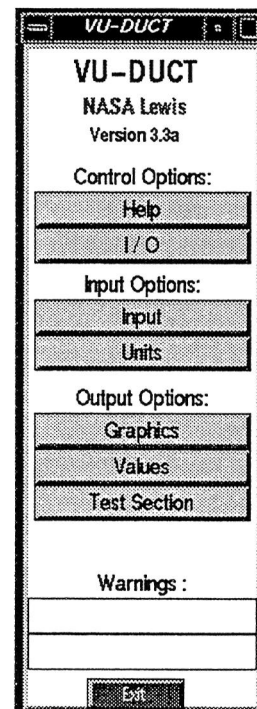 VU-DUCT
VU-DUCT
NASA Lewis
Version 3.3a
Control Options:
Help
I / O
Input Options:
Input
Units
Output Options:
Graphics
Values
Test Section
Warnings :
Exit